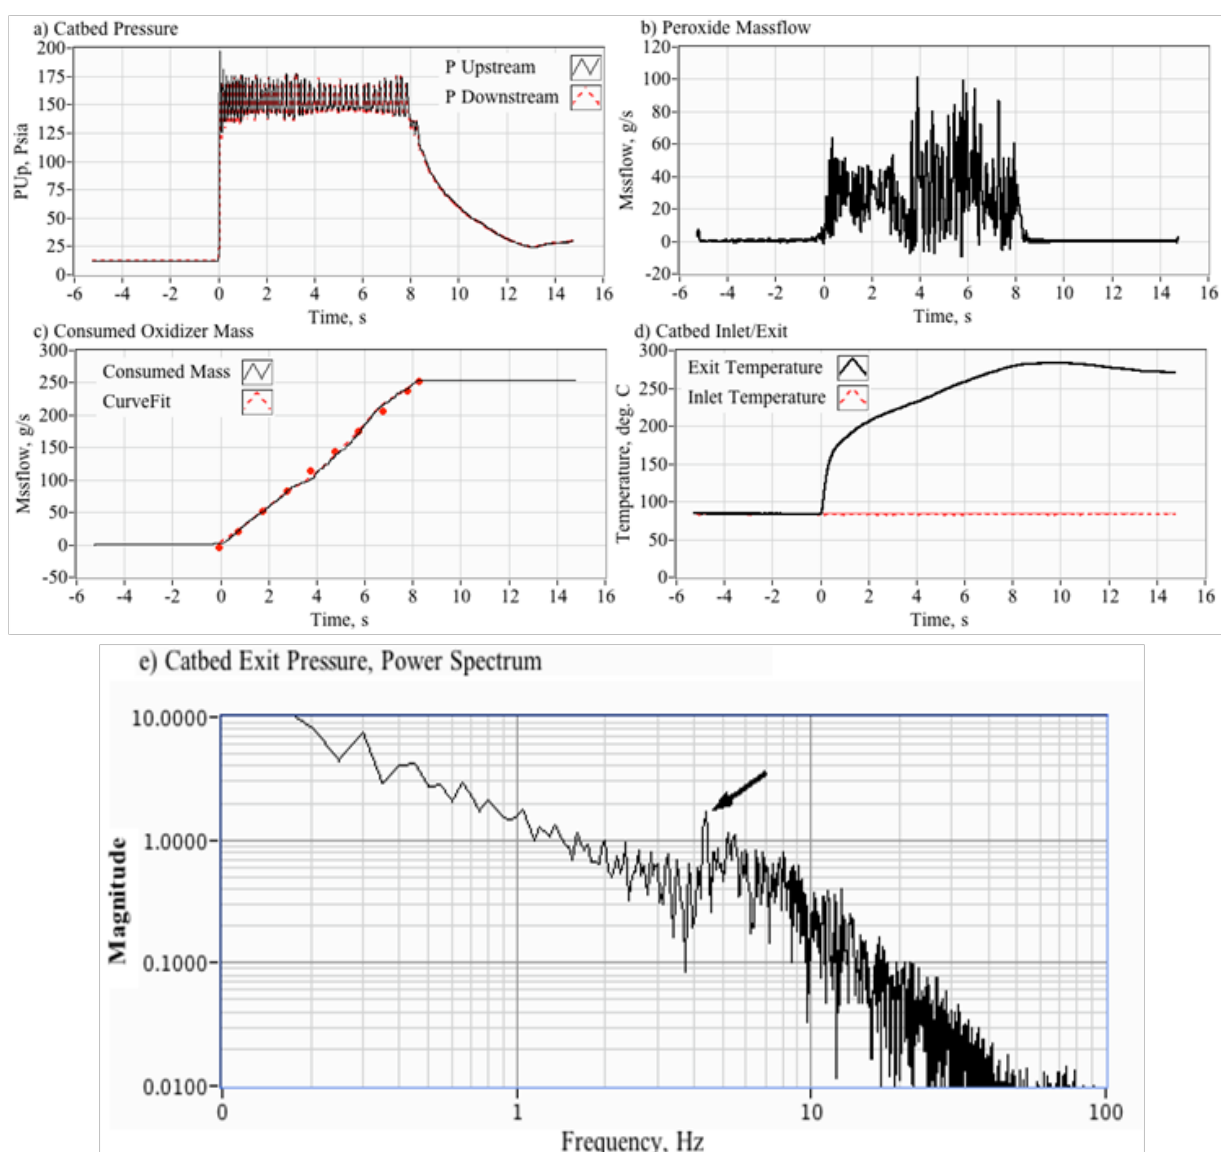 a) Catbed Pressure
200
175
150
125
100
75
50
25
0
PUp, Psia
P Upstream
P Downstream
-6 -4 -2 0 2 4 6 8 10 12 14 16
Time, s
b) Peroxide Massflow
120
100
80
60
40
20
0
-20
Mssflow, g/s
-6 -4 -2 0 2 4 6 8 10 12 14 16
Time, s
c) Consumed Oxidizer Mass
300
250
200
150
100
50
0
-50
Mssflow, g/s
Consumed Mass
CurveFit
-6 -4 -2 0 2 4 6 8 10 12 14 16
Time, s
d) Catbed Inlet/Exit
300
250
200
150
100
50
0
Temperature, deg. C
Exit Temperature
Inlet Temperature
-6 -4 -2 0 2 4 6 8 10 12 14 16
Time, s
e) Catbed Exit Pressure, Power Spectrum
10.0000
1.0000
0.1000
0.0100
Magnitude
0 1 10 100
Frequency, Hz